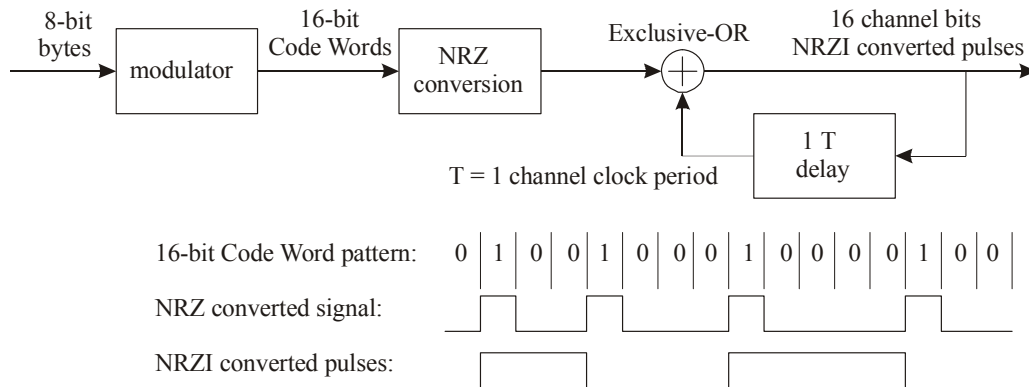 8-bit
bytes
modulator
16-bit
Code Words
NRZ
conversion
Exclusive-OR
16 channel bits
NRZI converted pulses
1 T
delay
T = 1 channel clock period
16-bit Code Word pattern: 0 1 0 0 1 0 0 0 1 0 0 0 0 1 0 0
NRZ converted signal:
NRZI converted pulses: